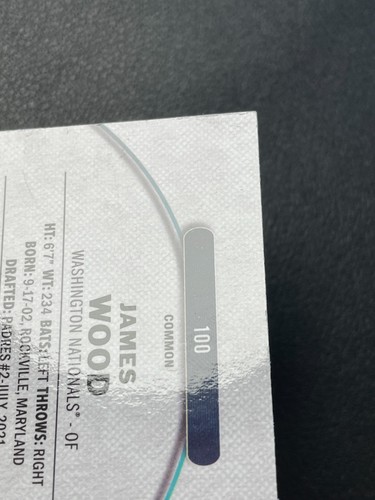 100
COMMON
JAMES
WOOD
WASHINGTON NATIONALS® - OF
HT: 6'7" WT: 234 BATS: LEFT THROWS: RIGHT
BORN: 9-17-02, ROCKVILLE, MARYLAND
DRAFTED: PADRES #2-JULY, 2021